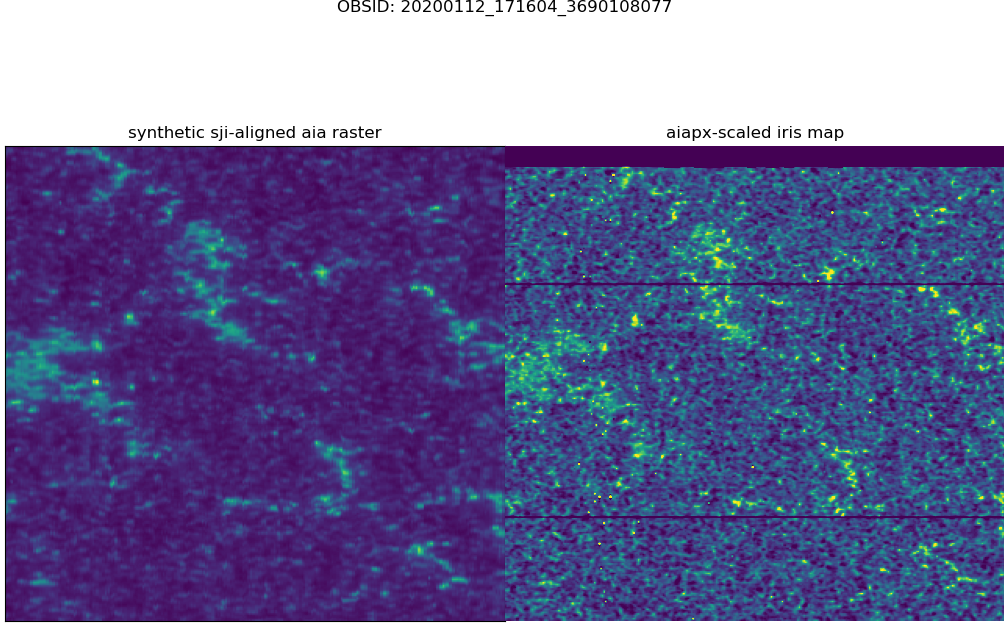 OBSID: 20200112_171604_3690108077
synthetic sji-aligned aia raster
aiapx-scaled iris map